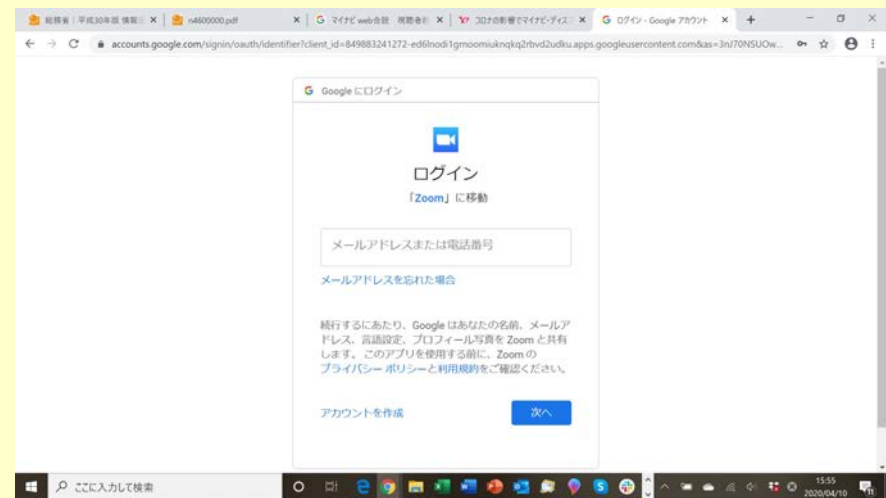 総務省｜平成30年版 情報
n4600000.pdf
マイナビ web合説 視聴者
コロナの影響でマイナビ・ディス
ログイン - Google アカウント
accounts.google.com/signin/oauth/identifier?client_id=849883241272-ed6lnodi1gmoomiuknqkq2rbvd2udku.apps.googleusercontent.com&as=3nJ70NSUOw...
Google にログイン
ログイン
「Zoom」に移動
メールアドレスまたは電話番号
メールアドレスを忘れた場合
続行するにあたり、Google はあなたの名前、メールア
ドレス、言語設定、プロフィール写真を Zoom と共有
します。このアプリを使用する前に、Zoom の
プライバシー ポリシーと利用規約をご確認ください。
アカウントを作成
次へ
ここに入力して検索
15:55
2020/04/10